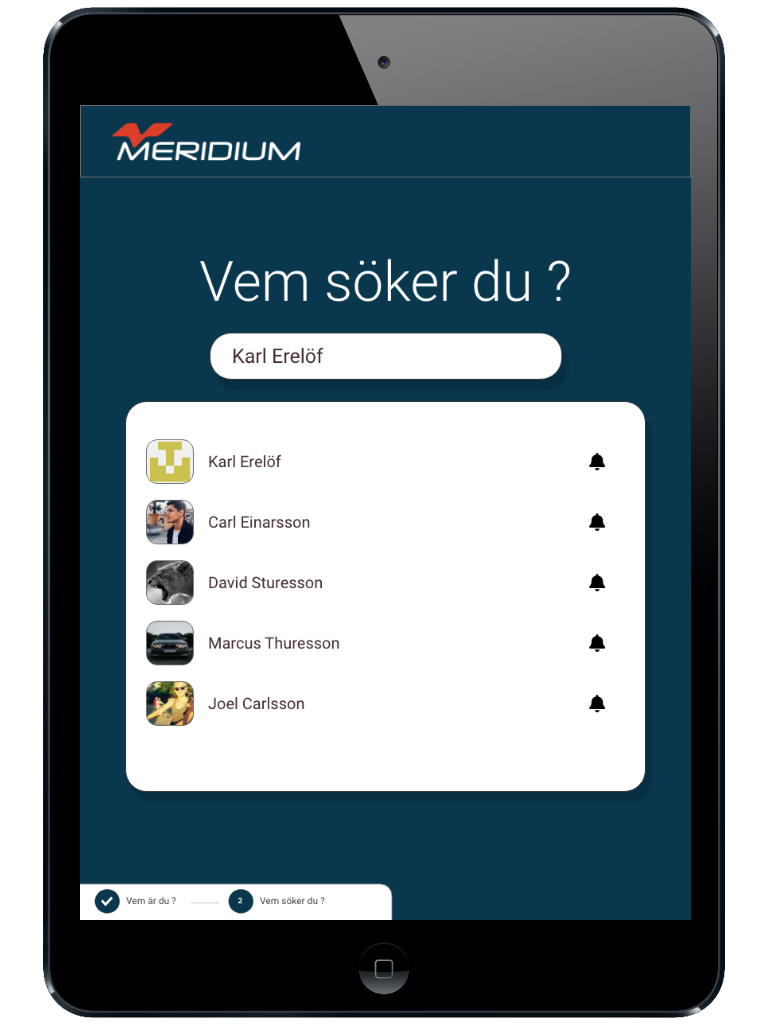 MERIDIUM
Vem söker du ?
Karl Erelöf
Karl Erelöf
Carl Einarsson
David Sturesson
Marcus Thuresson
Joel Carlsson
Vem är du ? 2 Vem söker du ?